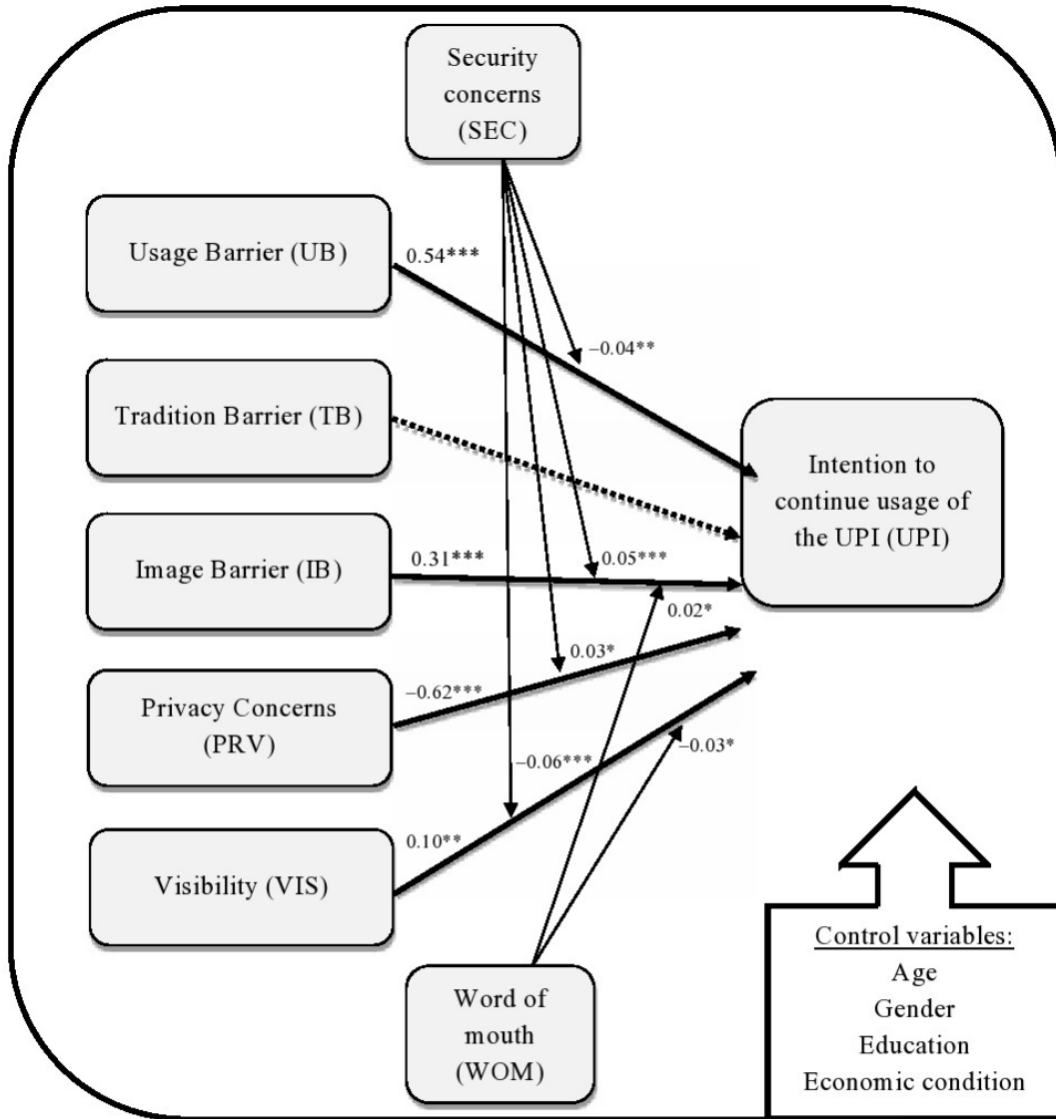 Security
concerns
(SEC)
Usage Barrier (UB)
0.54***
−0.04**
Tradition Barrier (TB)
Intention to
continue usage of
the UPI (UPI)
Image Barrier (IB)
0.31***
0.05***
0.02*
0.03*
Privacy Concerns
(PRV)
−0.62***
−0.03*
−0.06***
Visibility (VIS)
0.10**
Word of
mouth
(WOM)
Control variables:
Age
Gender
Education
Economic condition